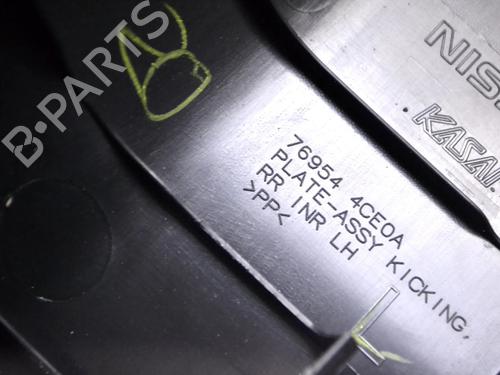 B-PARTS
NIS
KASAI
76954 4CE0A
PLATE-ASSY KICKING,
RR INR LH
>PP<